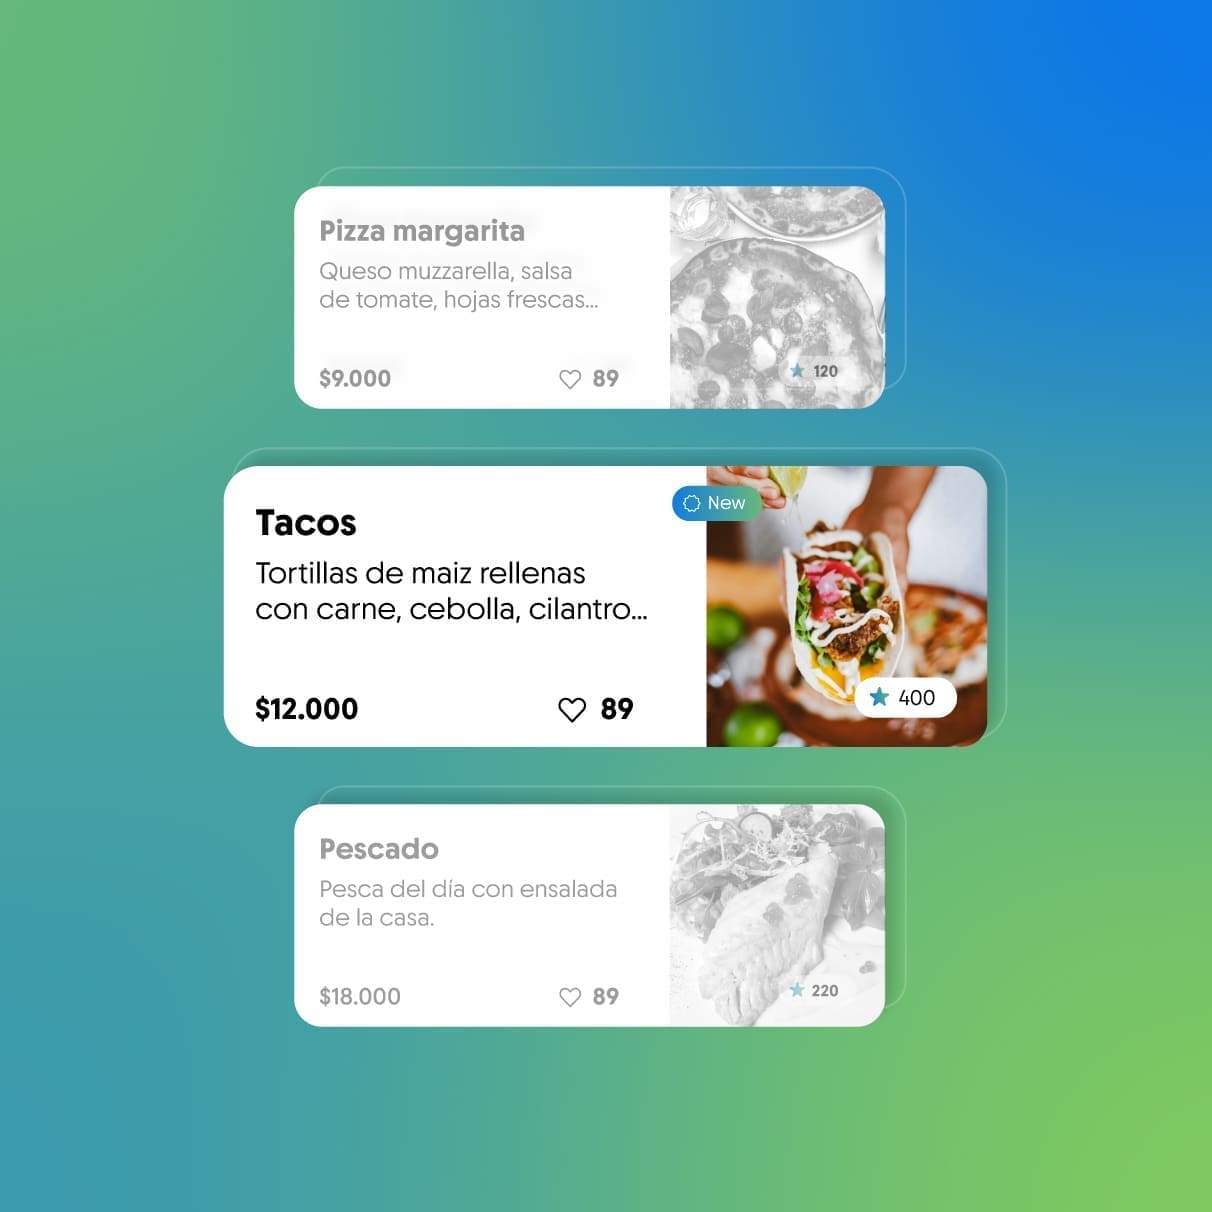 Pizza margarita
Queso muzzarella, salsa
de tomate, hojas frescas...
$9.000
89
120
New
Tacos
Tortillas de maiz rellenas
con carne, cebolla, cilantro...
$12.000
89
400
Pescado
Pesca del día con ensalada
de la casa.
$18.000
89
220